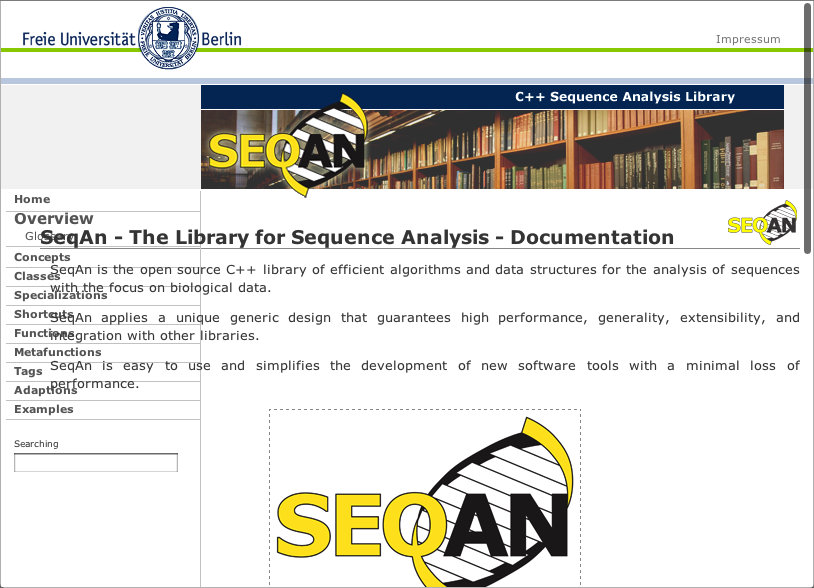 Freie Universität Berlin
Impressum
C++ Sequence Analysis Library
SEQAN
Home
Overview
Glossary
SEQAN
SeqAn - The Library for Sequence Analysis - Documentation
Concepts
Classes
Specializations
Shortcuts
Functions
Metafunctions
Tags
Adaptions
Examples
Searching
SeqAn is the open source C++ library of efficient algorithms and data structures for the analysis of sequences
with the focus on biological data.
SeqAn applies a unique generic design that guarantees high performance, generality, extensibility, and
integration with other libraries.
SeqAn is easy to use and simplifies the development of new software tools with a minimal loss of
performance.
SEQAN